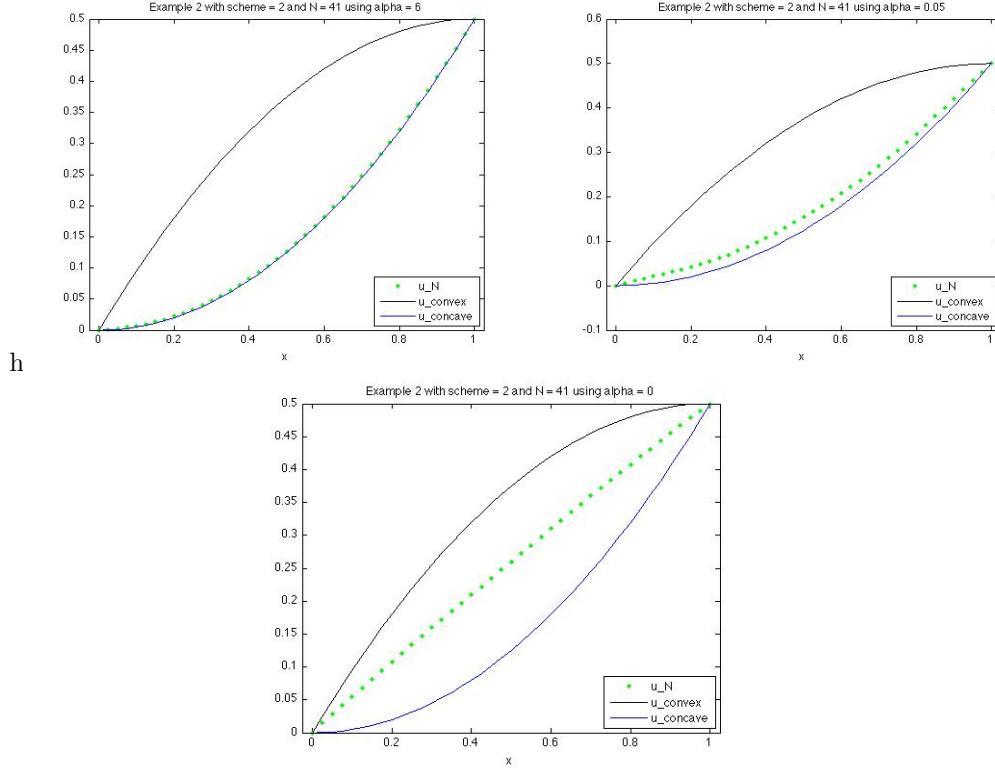 Example 2 with scheme = 2 and N = 41 using alpha = 6
0.5
0.45
0.4
0.35
0.3
0.25
0.2
0.15
0.1
0.05
0
0 0.2 0.4 0.6 0.8 1
x
u_N
u_convex
u_concave
Example 2 with scheme = 2 and N = 41 using alpha = 0.05
0.6
0.5
0.4
0.3
0.2
0.1
0
-0.1
0 0.2 0.4 0.6 0.8 1
x
u_N
u_convex
u_concave
h
Example 2 with scheme = 2 and N = 41 using alpha = 0
0.5
0.45
0.4
0.35
0.3
0.25
0.2
0.15
0.1
0.05
0
0 0.2 0.4 0.6 0.8 1
x
u_N
u_convex
u_concave